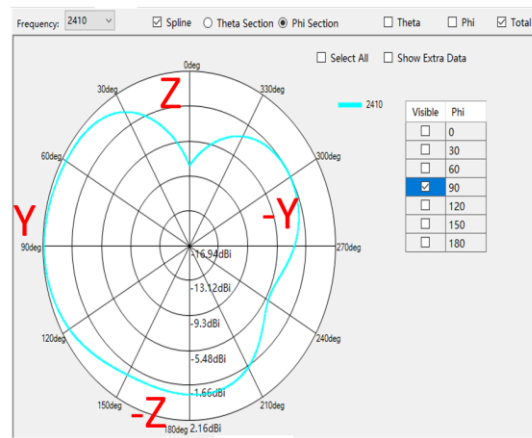 Frequency: 2410 Spline Theta Section Phi Section Theta Phi Total
Select All Show Extra Data
0deg
30deg Z 330deg
2410
Visible Phi
0
30
60deg 300deg
60
90
120
150
180
Y -Y
90deg 270deg
-16.94dBi
-13.12dBi
-9.3dBi
120deg 240deg
-5.48dBi
-1.66dBi
150deg -Z 210deg
180deg 2.16dBi